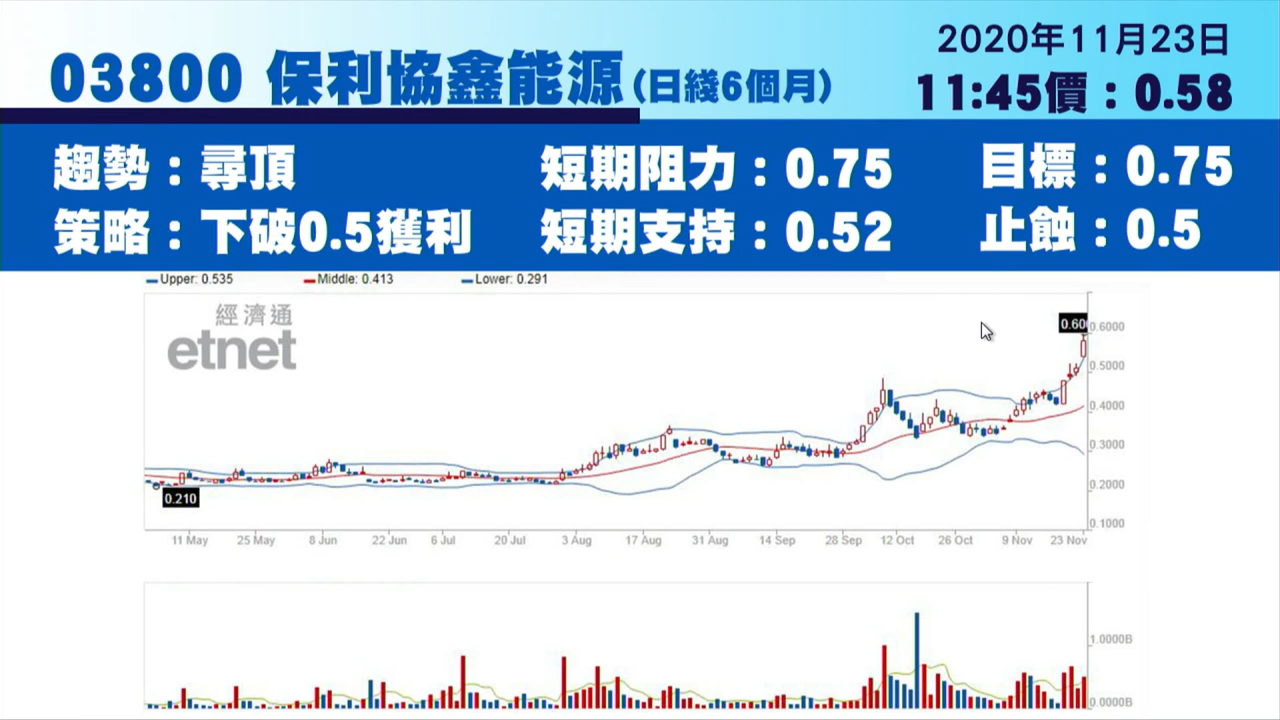 03800 保利協鑫能源(日綫6個月)
2020年11月23日
11:45價：0.58
趨勢：尋頂
短期阻力：0.75
目標：0.75
策略：下破0.5獲利
短期支持：0.52
止蝕：0.5
Upper: 0.535 Middle: 0.413 Lower: 0.291
經濟通
etnet
0.600
0.6000
0.5000
0.4000
0.3000
0.2000
0.210
0.1000
11 May 25 May 8 Jun 22 Jun 6 Jul 20 Jul 3 Aug 17 Aug 31 Aug 14 Sep 28 Sep 12 Oct 26 Oct 9 Nov 23 Nov
1.0000B
0.0000B